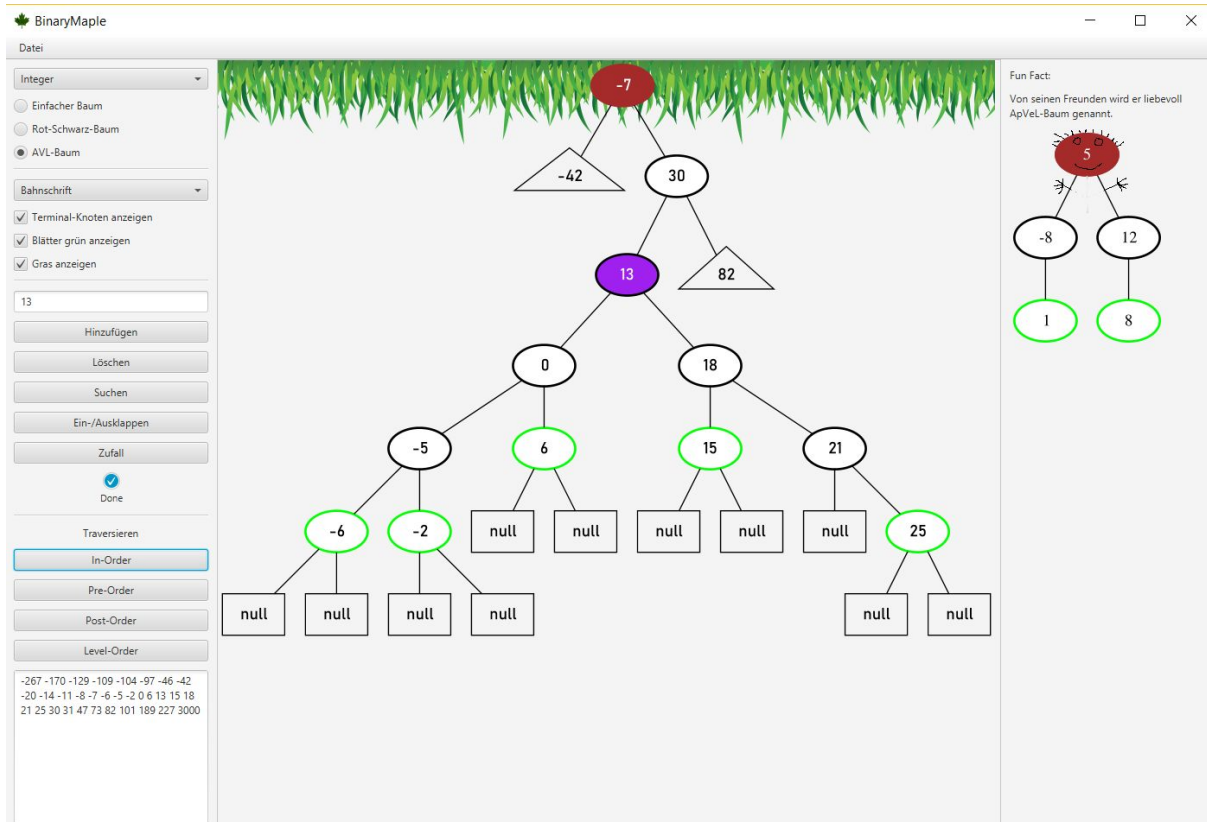 BinaryMaple
Datei
Integer
Einfacher Baum
Rot-Schwarz-Baum
AVL-Baum
Bahnschrift
Terminal-Knoten anzeigen
Blätter grün anzeigen
Gras anzeigen
13
Hinzufügen
Löschen
Suchen
Ein-/Ausklappen
Zufall
Done
Traversieren
In-Order
Pre-Order
Post-Order
Level-Order
-267 -170 -129 -109 -104 -97 -46 -42
-20 -14 -11 -8 -7 -6 -5 -2 0 6 13 15 18
21 25 30 31 47 73 82 101 189 227 3000
-7
-42 30
13 82
0 18
-5 6 15 21
-6 -2 null null null null null 25
null null null null null null
Fun Fact:
Von seinen Freunden wird er liebevoll
ApVeL-Baum genannt.
5
-8 12
1 8